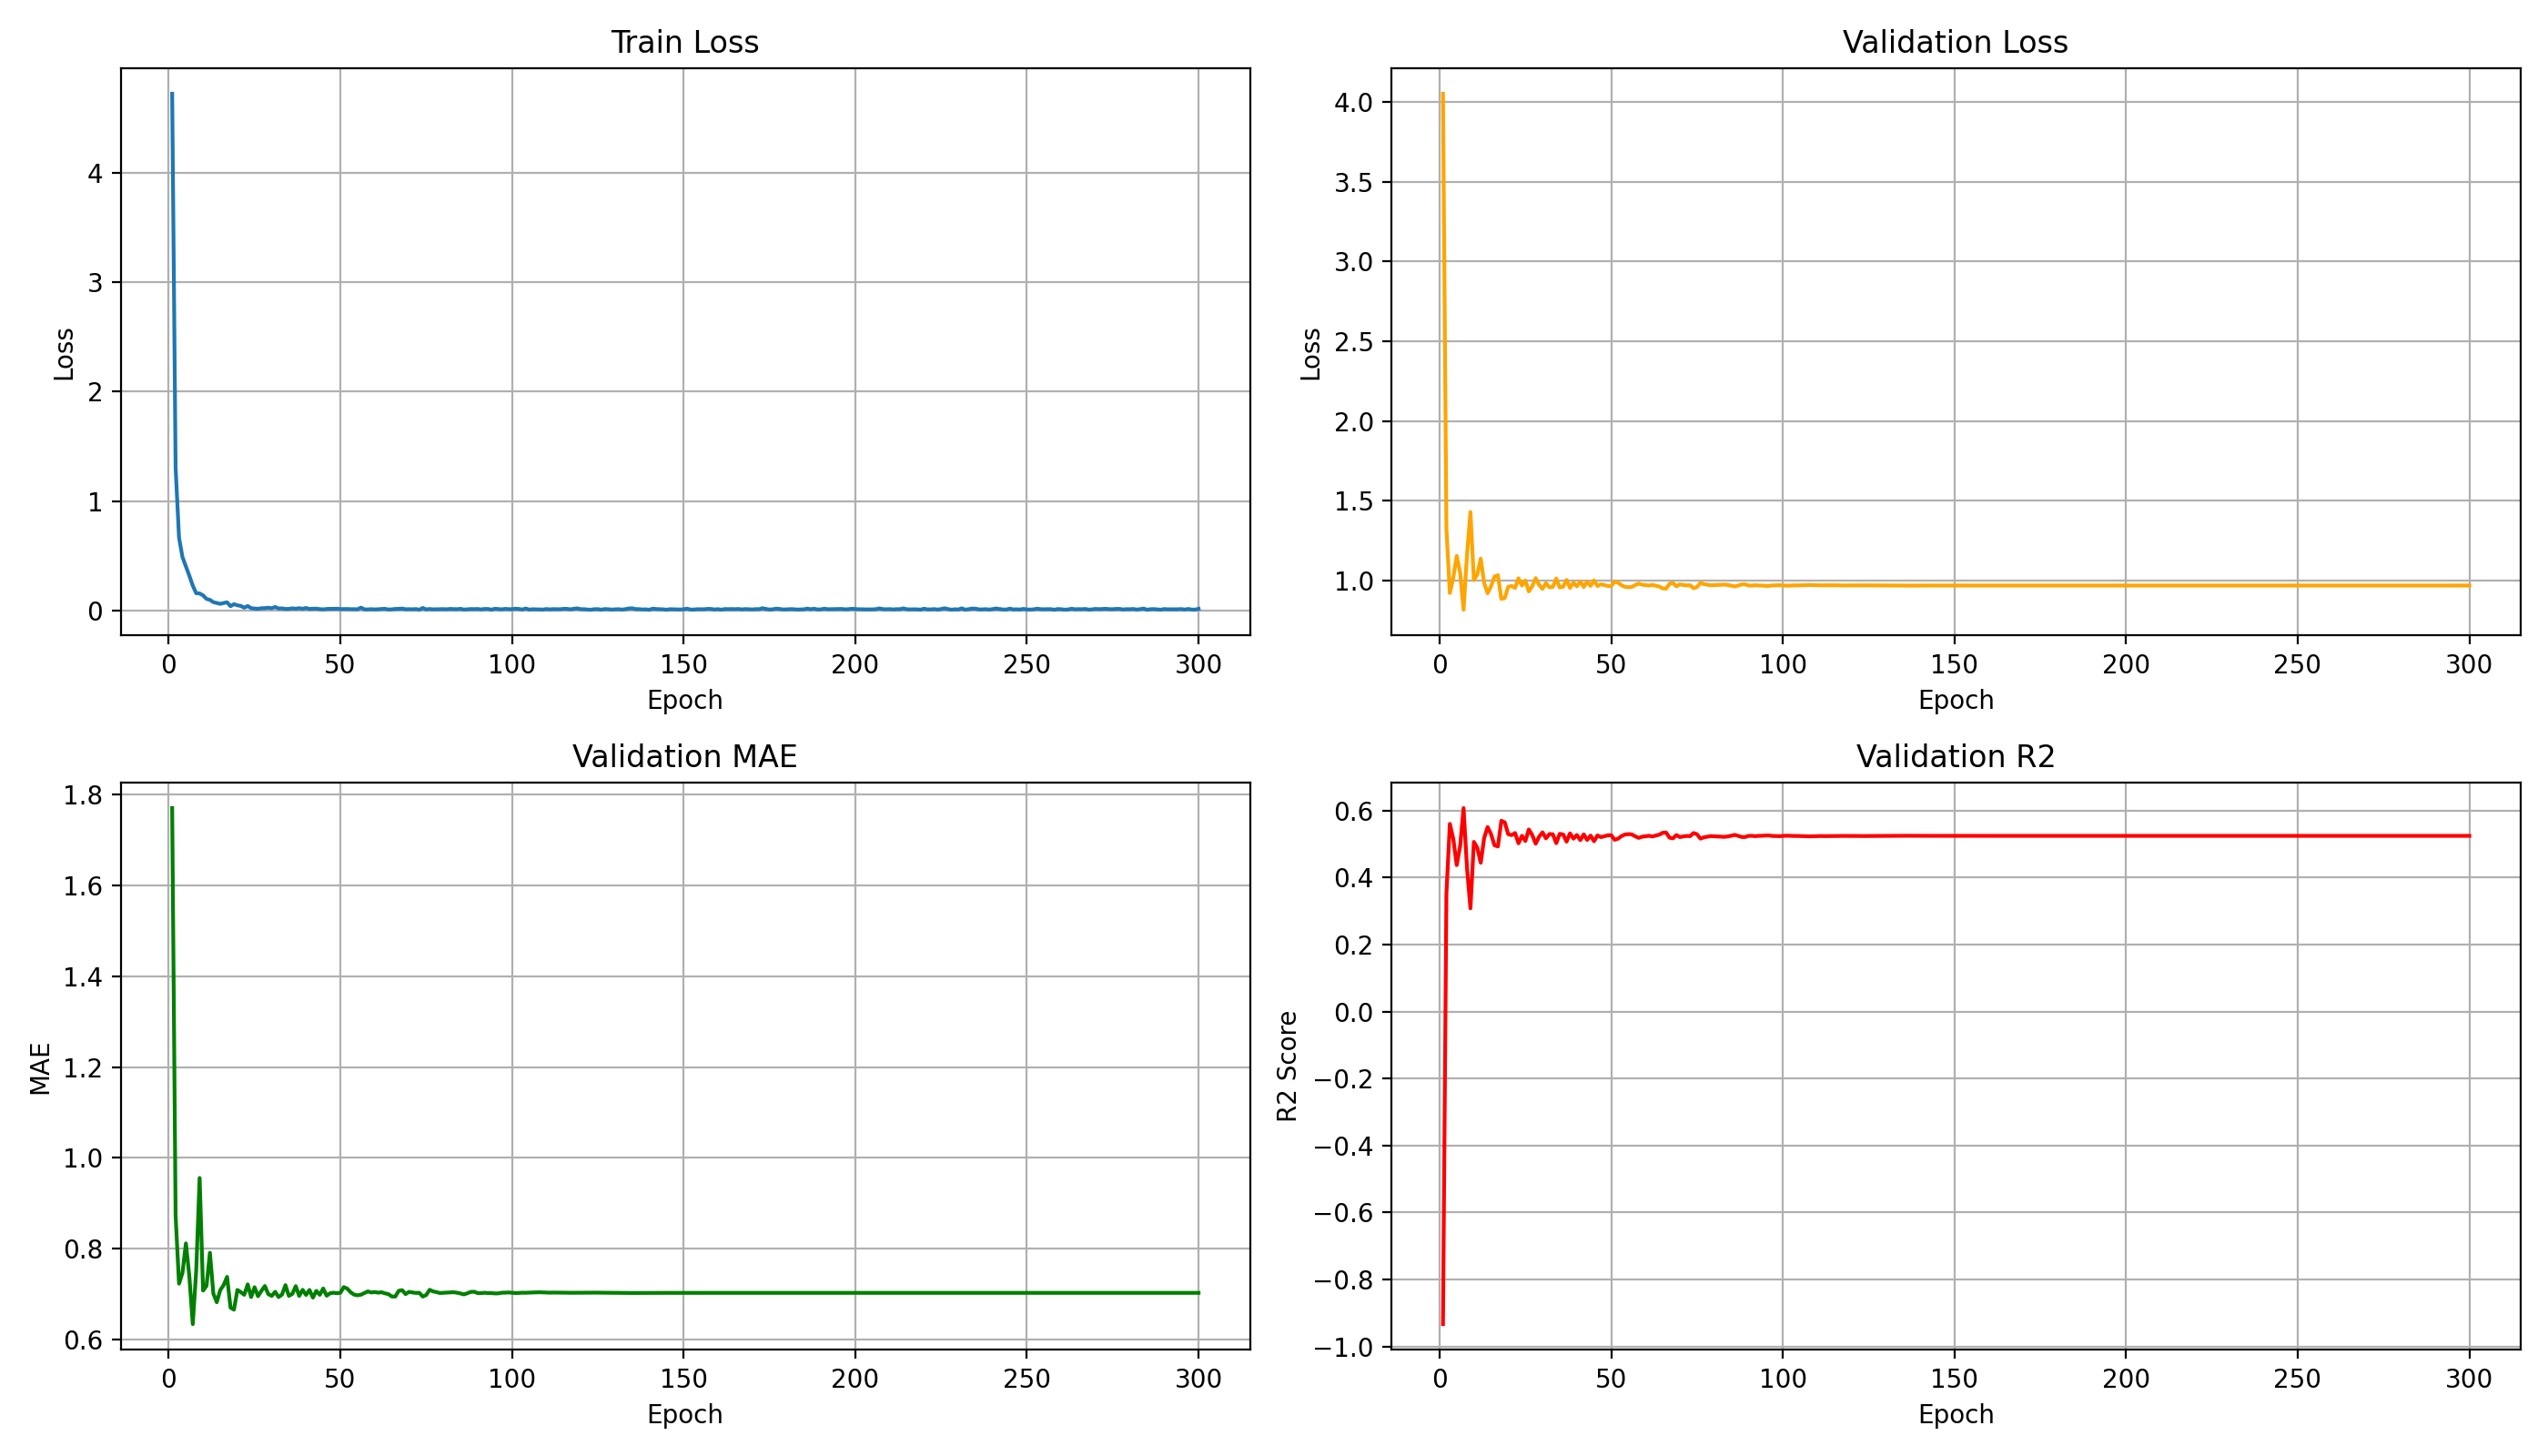 Train Loss
Loss
4
3
2
1
0
0 50 100 150 200 250 300
Epoch
Validation Loss
Loss
4.0
3.5
3.0
2.5
2.0
1.5
1.0
0 50 100 150 200 250 300
Epoch
Validation MAE
MAE
1.8
1.6
1.4
1.2
1.0
0.8
0.6
0 50 100 150 200 250 300
Epoch
Validation R2
R2 Score
0.6
0.4
0.2
0.0
−0.2
−0.4
−0.6
−0.8
−1.0
0 50 100 150 200 250 300
Epoch